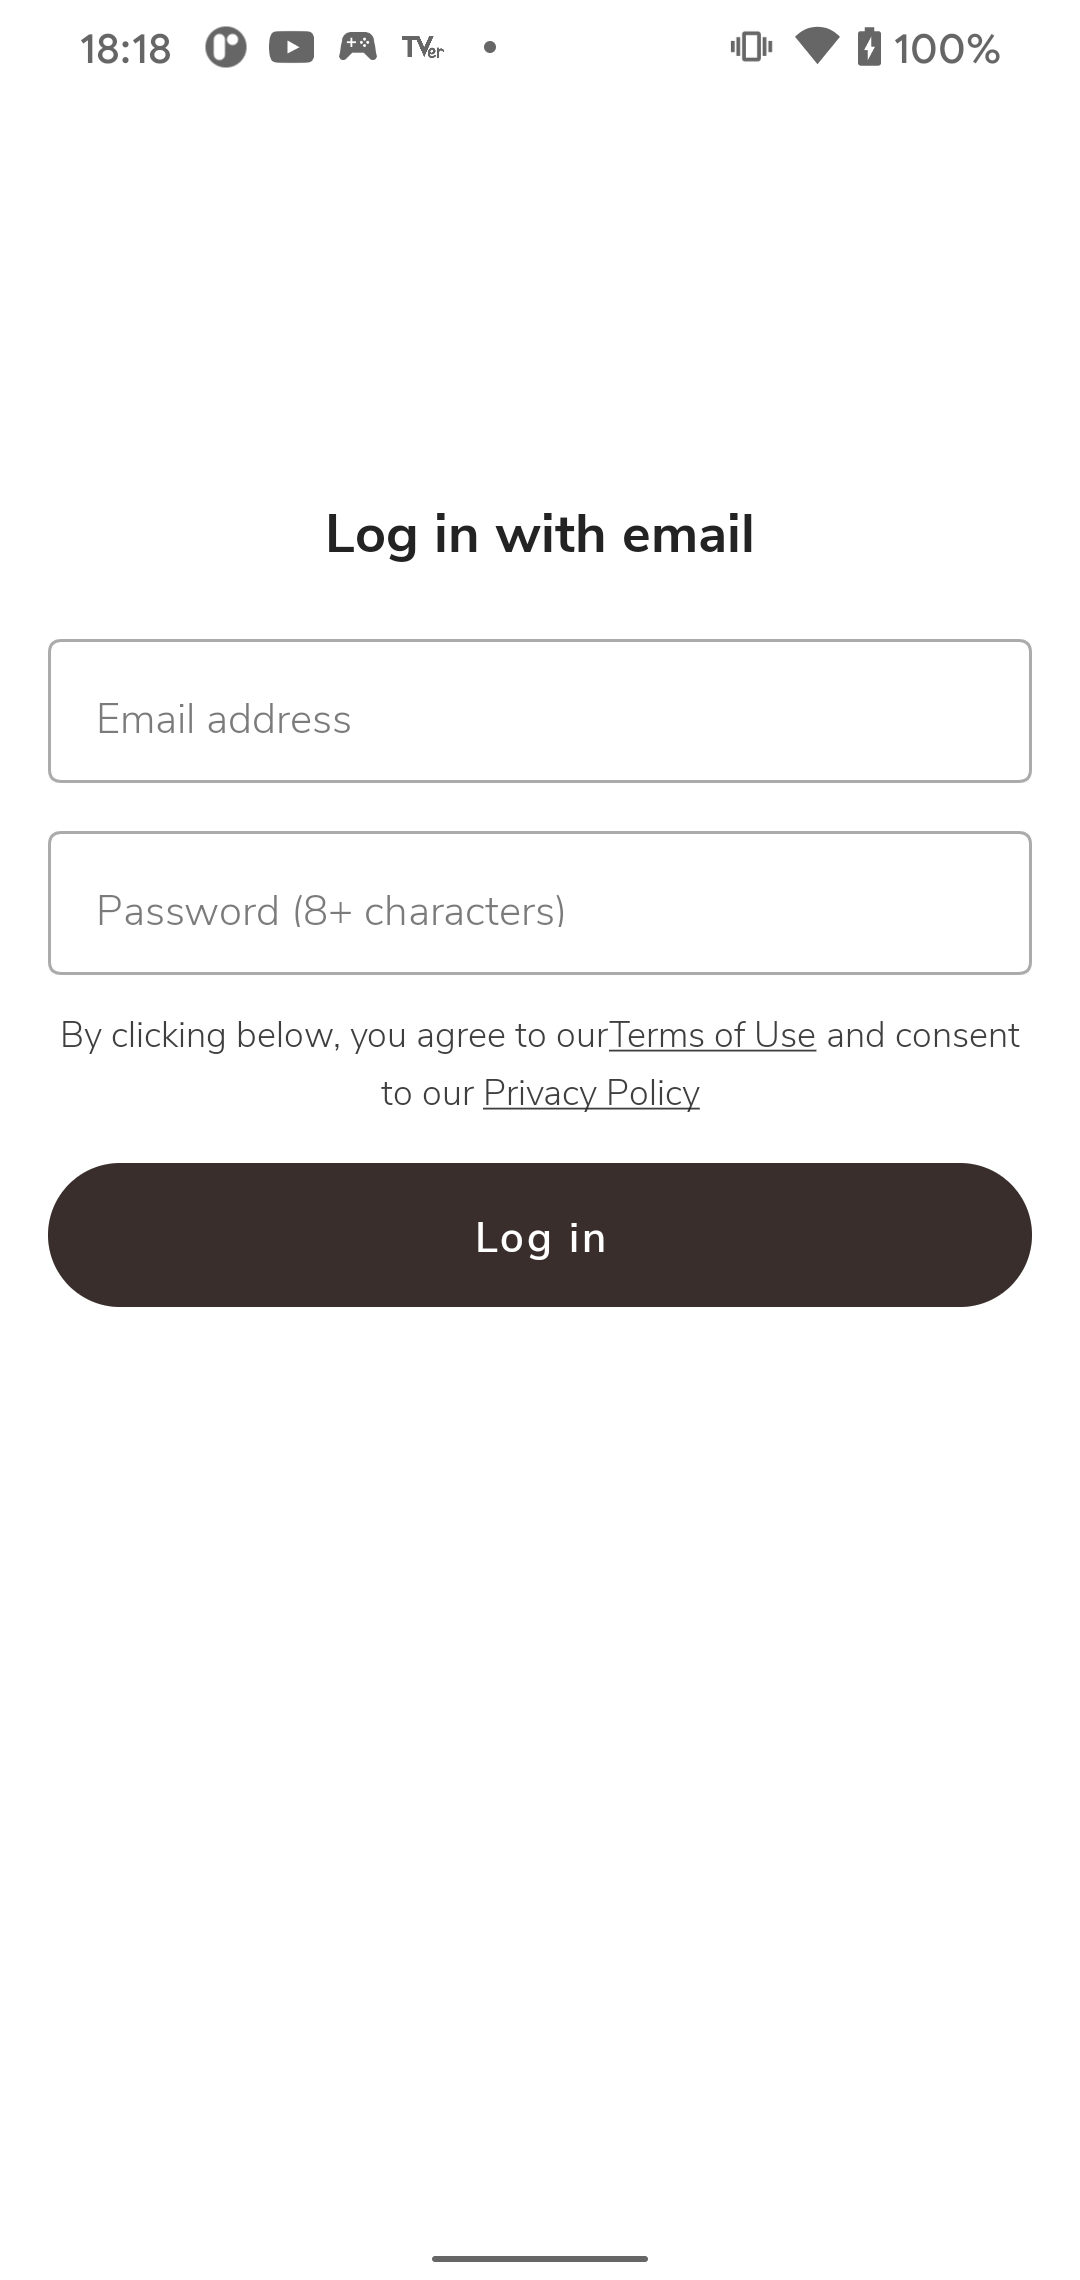 18:18 TVer 100%
Log in with email
Email address
Password (8+ characters)
By clicking below, you agree to ourTerms of Use and consent
to our Privacy Policy
Log in